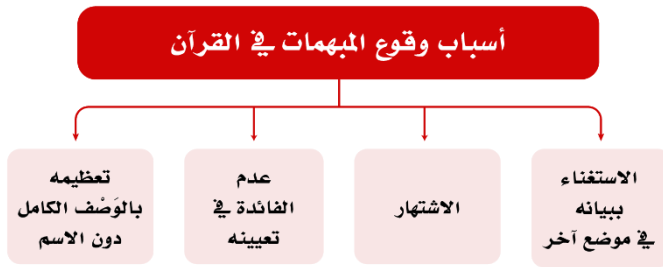 أسباب وقوع المبهمات في القرآن
الاستغناء
ببيانه
في موضع آخر
الاشتهار
عدم
الفائدة في
تعيينه
تعظيمه
بالوَصْف الكامل
دون الاسم